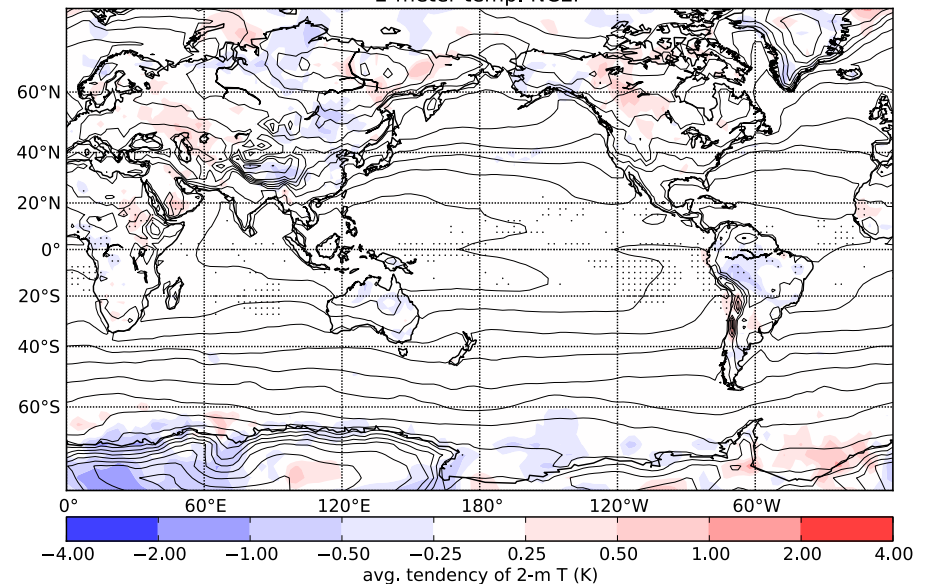 2-meter temp. NCEP
60°N
40°N
20°N
0°
20°S
40°S
60°S
0° 60°E 120°E 180° 120°W 60°W
−4.00 −2.00 −1.00 −0.50 −0.25 0.25 0.50 1.00 2.00 4.00
avg. tendency of 2-m T (K)